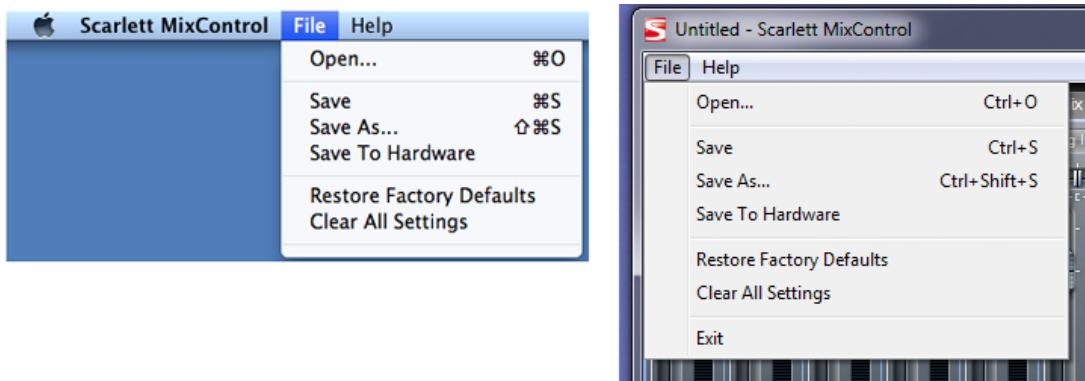 Scarlett MixControl File Help
Open... ⌘O
Save ⌘S
Save As... ⇧⌘S
Save To Hardware
Restore Factory Defaults
Clear All Settings
Untitled - Scarlett MixControl
File Help
Open... Ctrl+O
Save Ctrl+S
Save As... Ctrl+Shift+S
Save To Hardware
Restore Factory Defaults
Clear All Settings
Exit